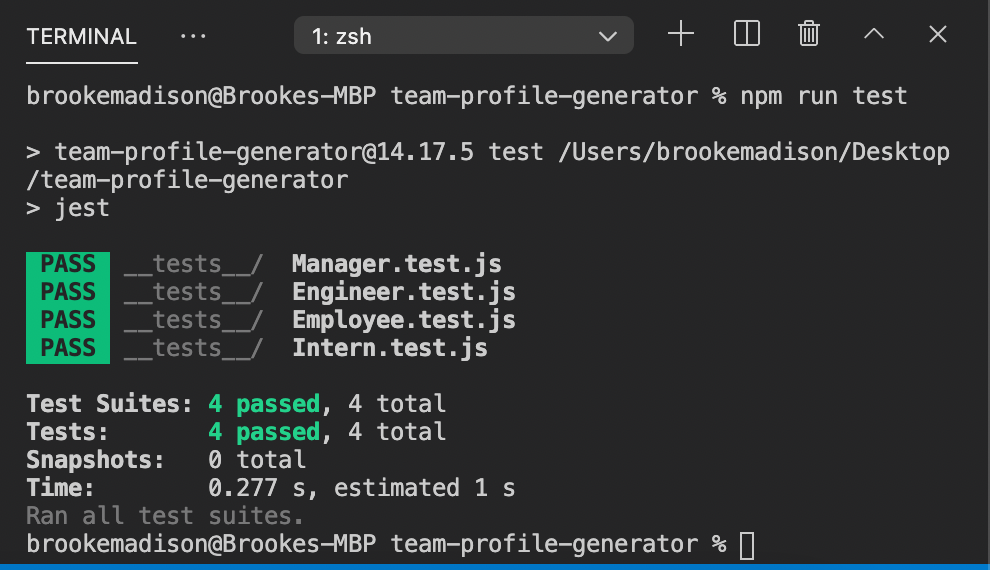 TERMINAL ··· 1: zsh
brookemadison@Brookes-MBP team-profile-generator % npm run test
> team-profile-generator@14.17.5 test /Users/brookemadison/Desktop
/team-profile-generator
> jest
PASS __tests__/ Manager.test.js
PASS __tests__/ Engineer.test.js
PASS __tests__/ Employee.test.js
PASS __tests__/ Intern.test.js
Test Suites: 4 passed, 4 total
Tests: 4 passed, 4 total
Snapshots: 0 total
Time: 0.277 s, estimated 1 s
Ran all test suites.
brookemadison@Brookes-MBP team-profile-generator %